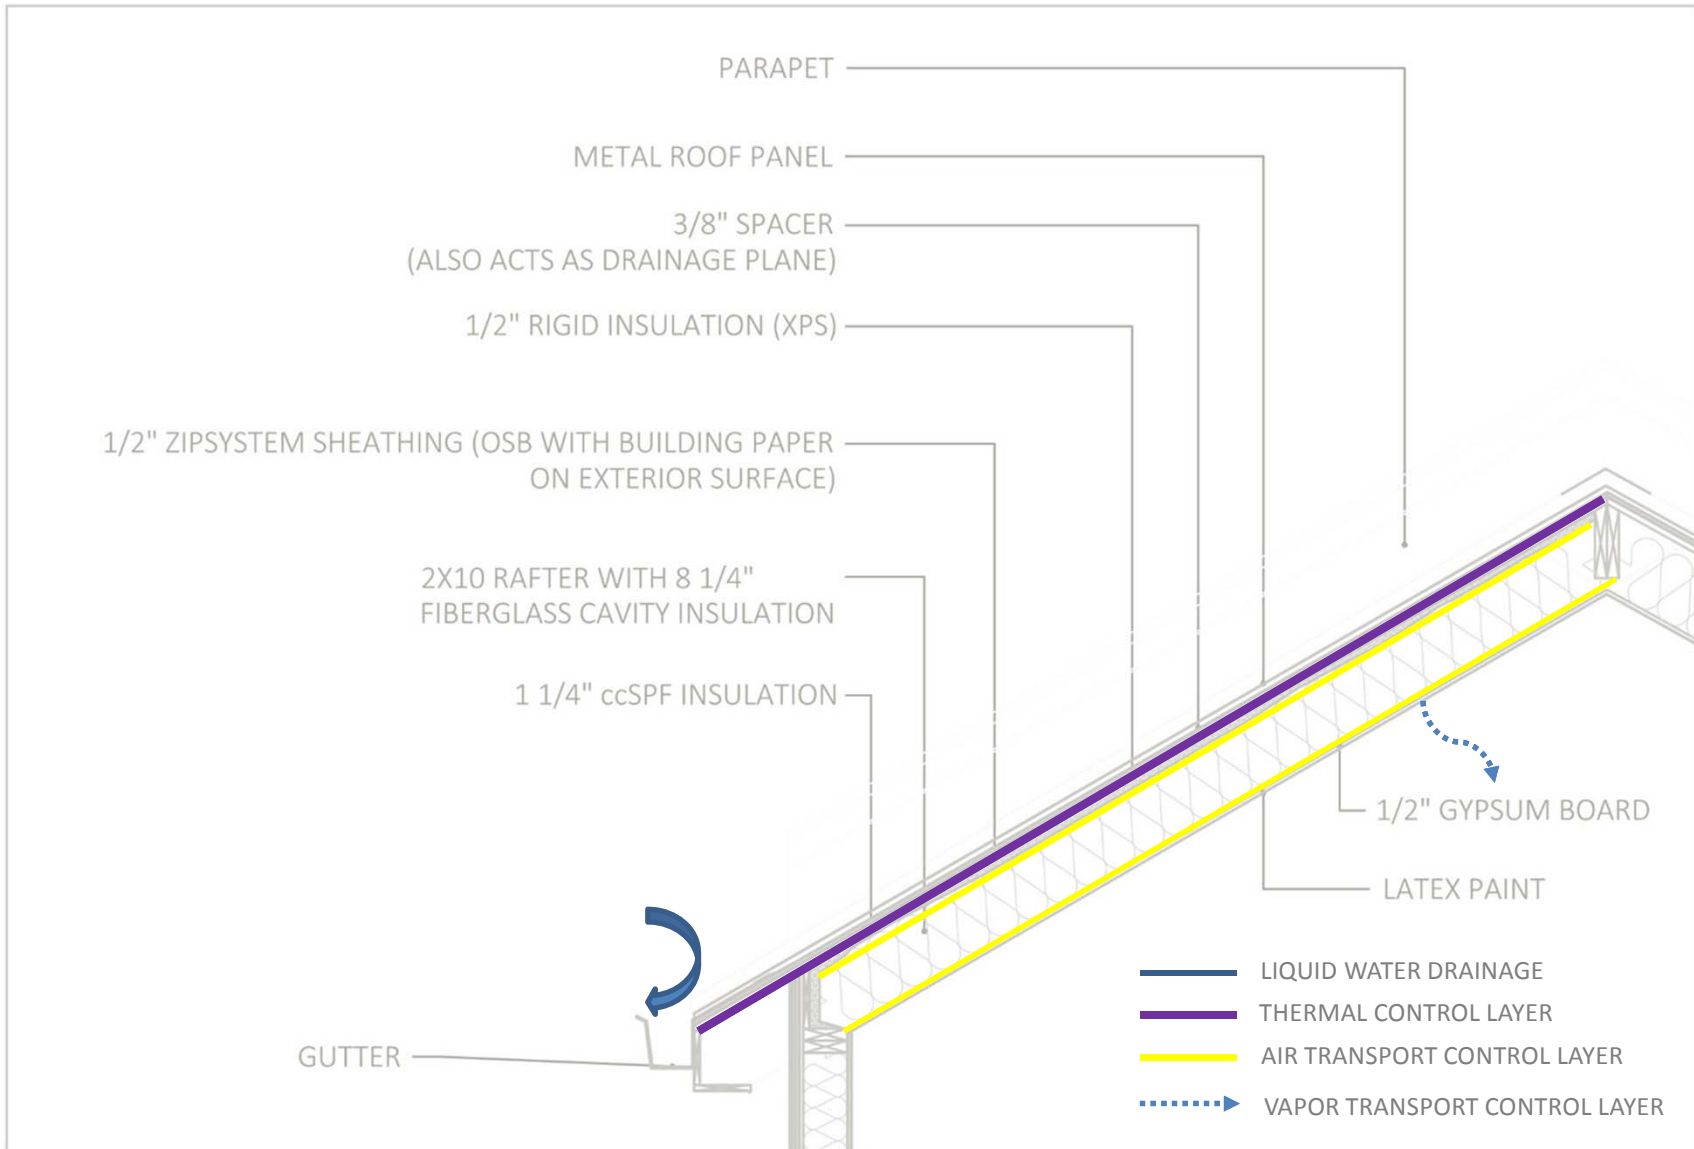 PARAPET
METAL ROOF PANEL
3/8" SPACER
(ALSO ACTS AS DRAINAGE PLANE)
1/2" RIGID INSULATION (XPS)
1/2" ZIPSYSTEM SHEATHING (OSB WITH BUILDING PAPER
ON EXTERIOR SURFACE)
2X10 RAFTER WITH 8 1/4"
FIBERGLASS CAVITY INSULATION
1 1/4" ccSPF INSULATION
1/2" GYPSUM BOARD
LATEX PAINT
GUTTER
LIQUID WATER DRAINAGE
THERMAL CONTROL LAYER
AIR TRANSPORT CONTROL LAYER
VAPOR TRANSPORT CONTROL LAYER